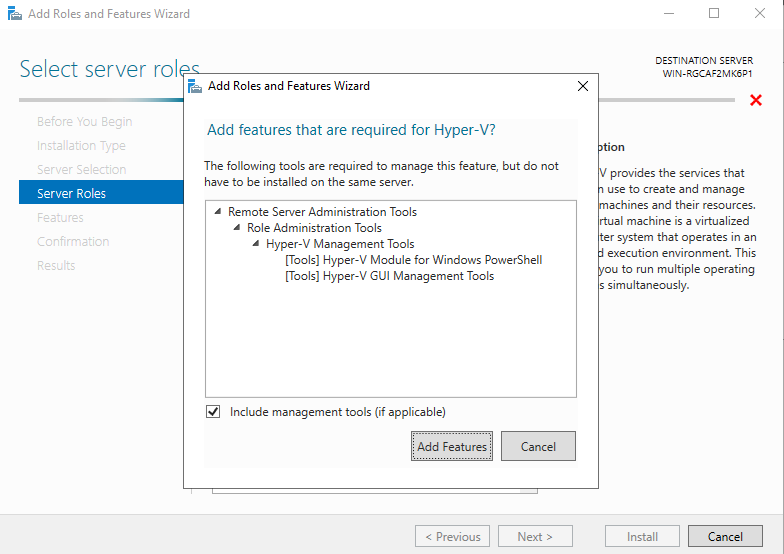 Add Roles and Features Wizard
Select server roles
DESTINATION SERVER
WIN-RGCAF2MK6P1
Before You Begin
Installation Type
Server Selection
Server Roles
Features
Confirmation
Results
Add Roles and Features Wizard
Add features that are required for Hyper-V?
The following tools are required to manage this feature, but do not
have to be installed on the same server.
Remote Server Administration Tools
Role Administration Tools
Hyper-V Management Tools
[Tools] Hyper-V Module for Windows PowerShell
[Tools] Hyper-V GUI Management Tools
Include management tools (if applicable)
Add Features
Cancel
ption
V provides the services that
n use to create and manage
machines and their resources.
irtual machine is a virtualized
ter system that operates in an
d execution environment. This
you to run multiple operating
s simultaneously.
< Previous
Next >
Install
Cancel